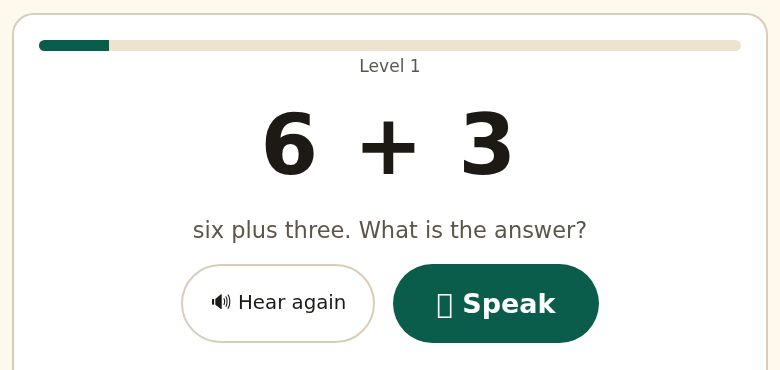 Level 1
6 + 3
six plus three. What is the answer?
🔊 Hear again
Speak